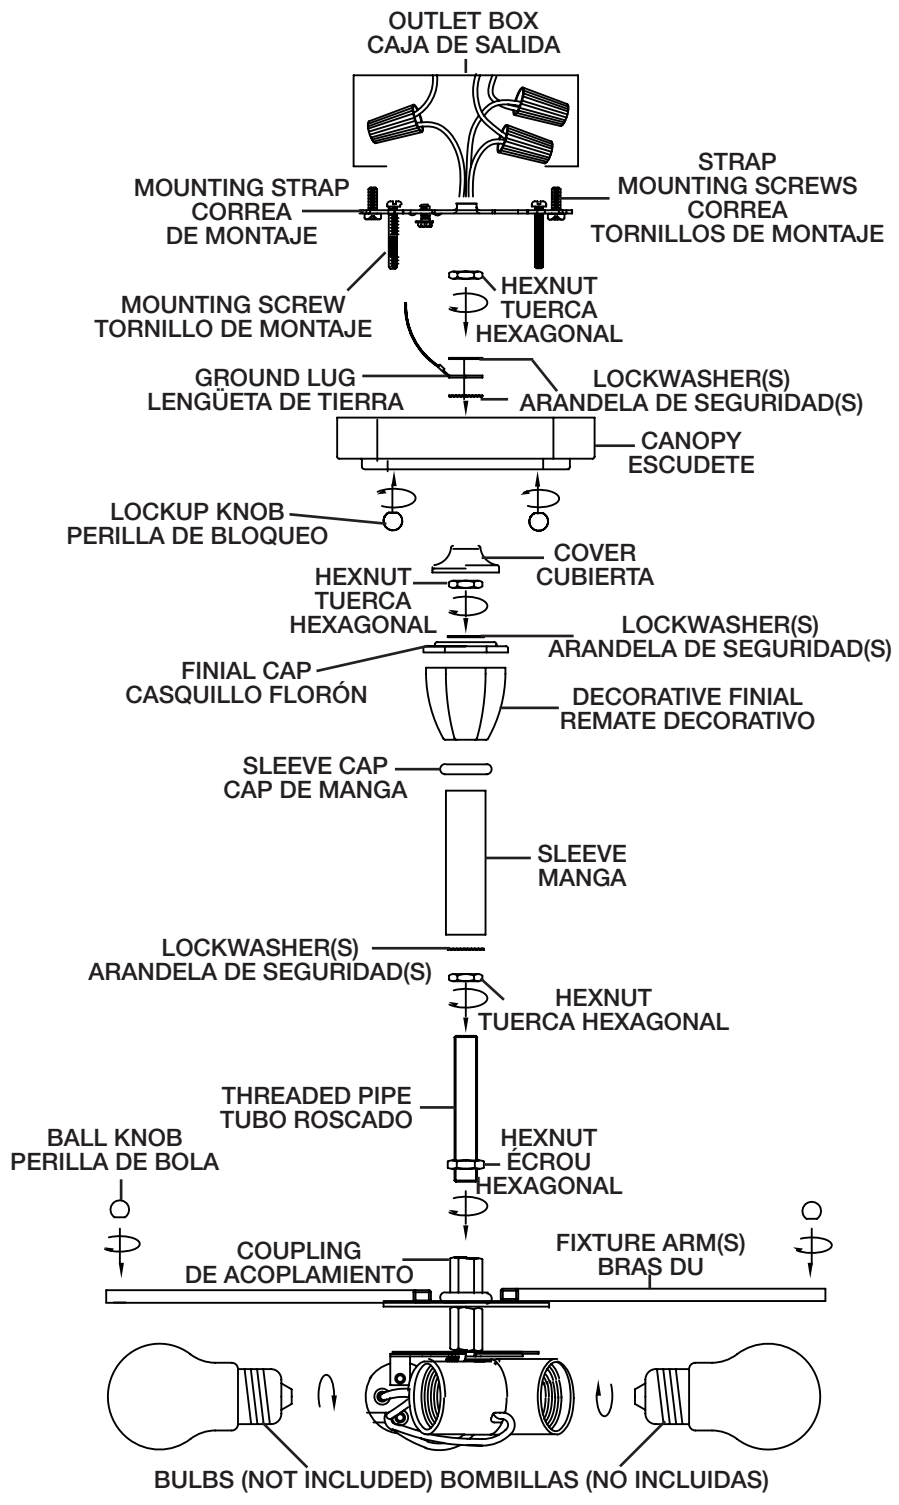 OUTLET BOX
CAJA DE SALIDA
MOUNTING STRAP
CORREA
DE MONTAJE
STRAP
MOUNTING SCREWS
CORREA
TORNILLOS DE MONTAJE
MOUNTING SCREW
TORNILLO DE MONTAJE
HEXNUT
TUERCA
HEXAGONAL
GROUND LUG
LENGÜETA DE TIERRA
LOCKWASHER(S)
ARANDELA DE SEGURIDAD(S)
CANOPY
ESCUDETE
LOCKUP KNOB
PERILLA DE BLOQUEO
COVER
CUBIERTA
HEXNUT
TUERCA
HEXAGONAL
LOCKWASHER(S)
ARANDELA DE SEGURIDAD(S)
FINIAL CAP
CASQUILLO FLORÓN
DECORATIVE FINIAL
REMATE DECORATIVO
SLEEVE CAP
CAP DE MANGA
SLEEVE
MANGA
LOCKWASHER(S)
ARANDELA DE SEGURIDAD(S)
HEXNUT
TUERCA HEXAGONAL
THREADED PIPE
TUBO ROSCADO
BALL KNOB
PERILLA DE BOLA
HEXNUT
ÉCROU
HEXAGONAL
COUPLING
DE ACOPLAMIENTO
FIXTURE ARM(S)
BRAS DU
BULBS (NOT INCLUDED) BOMBILLAS (NO INCLUIDAS)